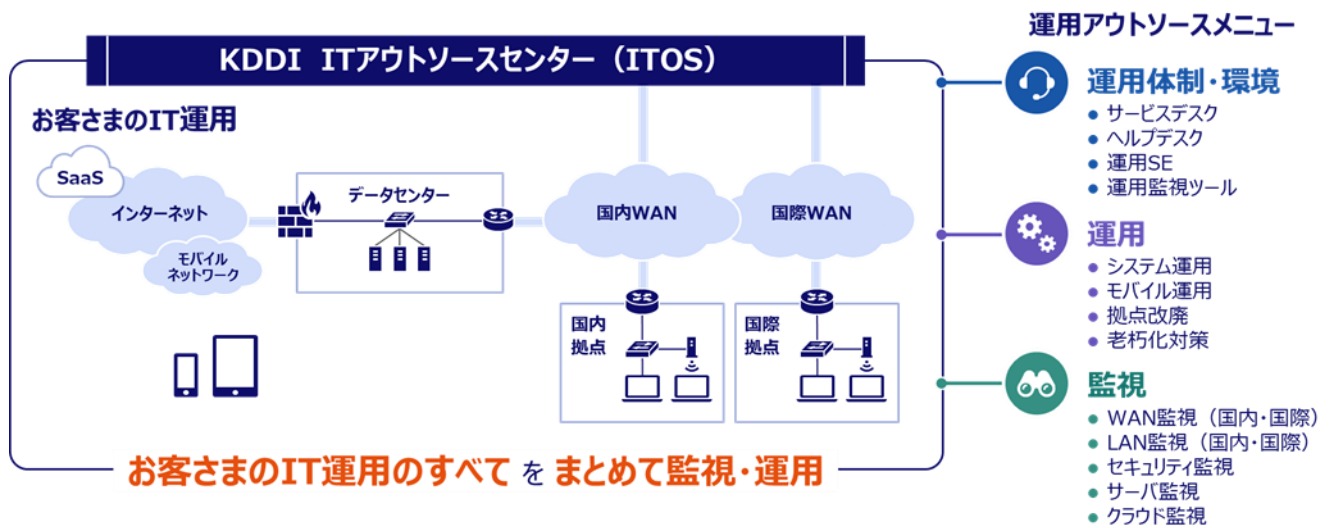 KDDI ITアウトソースセンター（ITOS）
お客さまのIT運用
SaaS
インターネット
モバイル
ネットワーク
データセンター
国内WAN
国際WAN
国内
拠点
国際
拠点
お客さまのIT運用のすべて を まとめて監視・運用
運用アウトソースメニュー
運用体制・環境
● サービスデスク
● ヘルプデスク
● 運用SE
● 運用監視ツール
運用
● システム運用
● モバイル運用
● 拠点改廃
● 老朽化対策
監視
● WAN監視（国内・国際）
● LAN監視（国内・国際）
● セキュリティ監視
● サーバ監視
● クラウド監視